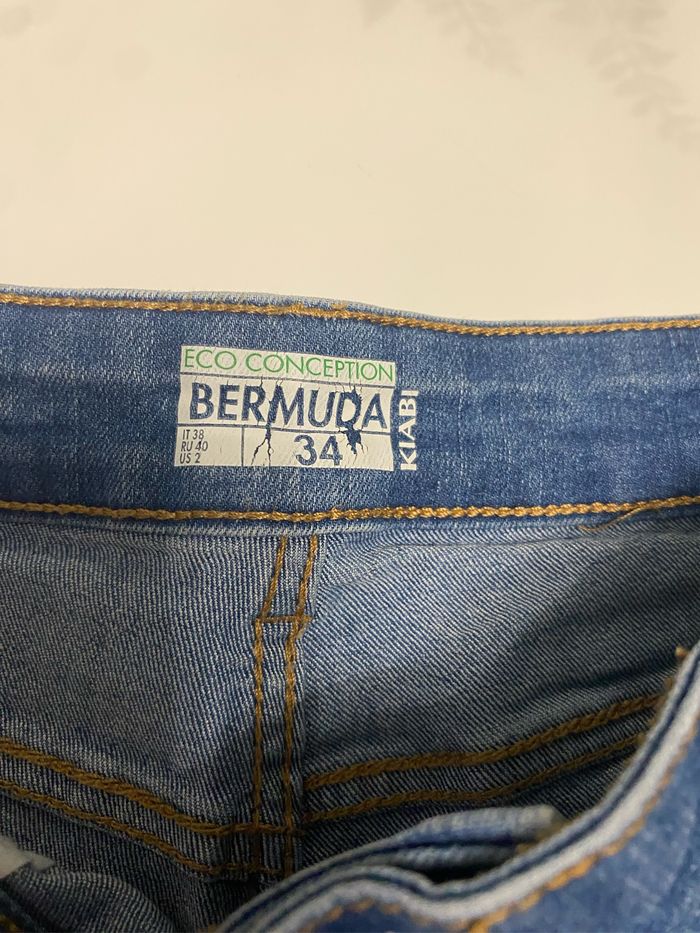 ECO CONCEPTION
BERMUDA
IT 38
RU 40
US 2
34
KIABI